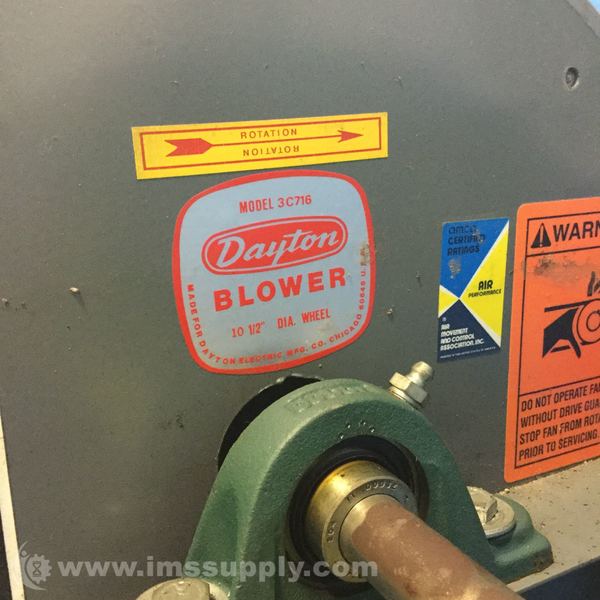 ROTATION
ROTATION
MODEL 3C716
Dayton
BLOWER
10 1/2" DIA. WHEEL
MADE FOR DAYTON ELECTRIC MFG. CO. CHICAGO 60648 U.S.A.
AMCA
CERTIFIED
RATINGS
AIR
PERFORMANCE
AIR
MOVEMENT
AND CONTROL
ASSOCIATION, INC.
WARN
DO NOT OPERATE FA
WITHOUT DRIVE GUA
STOP FAN FROM ROTA
PRIOR TO SERVICING
www.imssupply.com